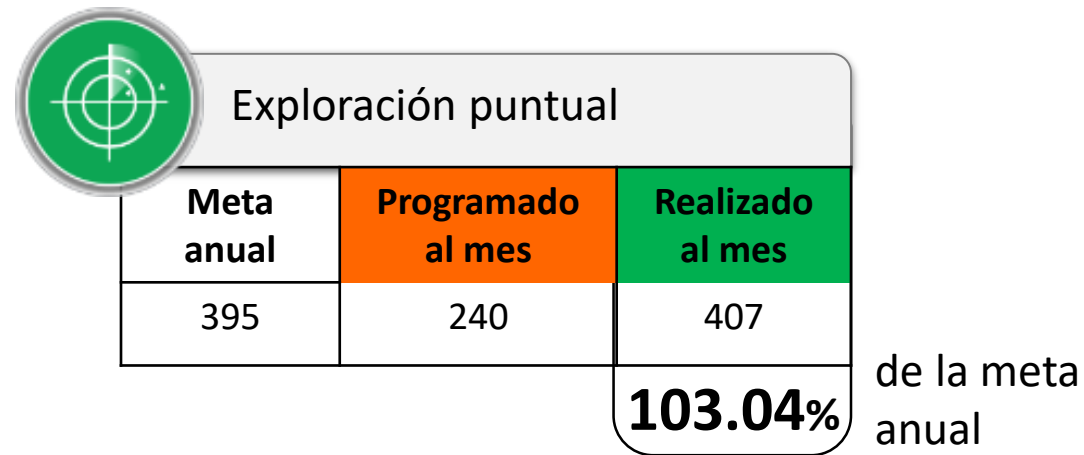 Exploración puntual
Meta anual
Programado al mes
Realizado al mes
395
240
407
103.04%
de la meta
anual